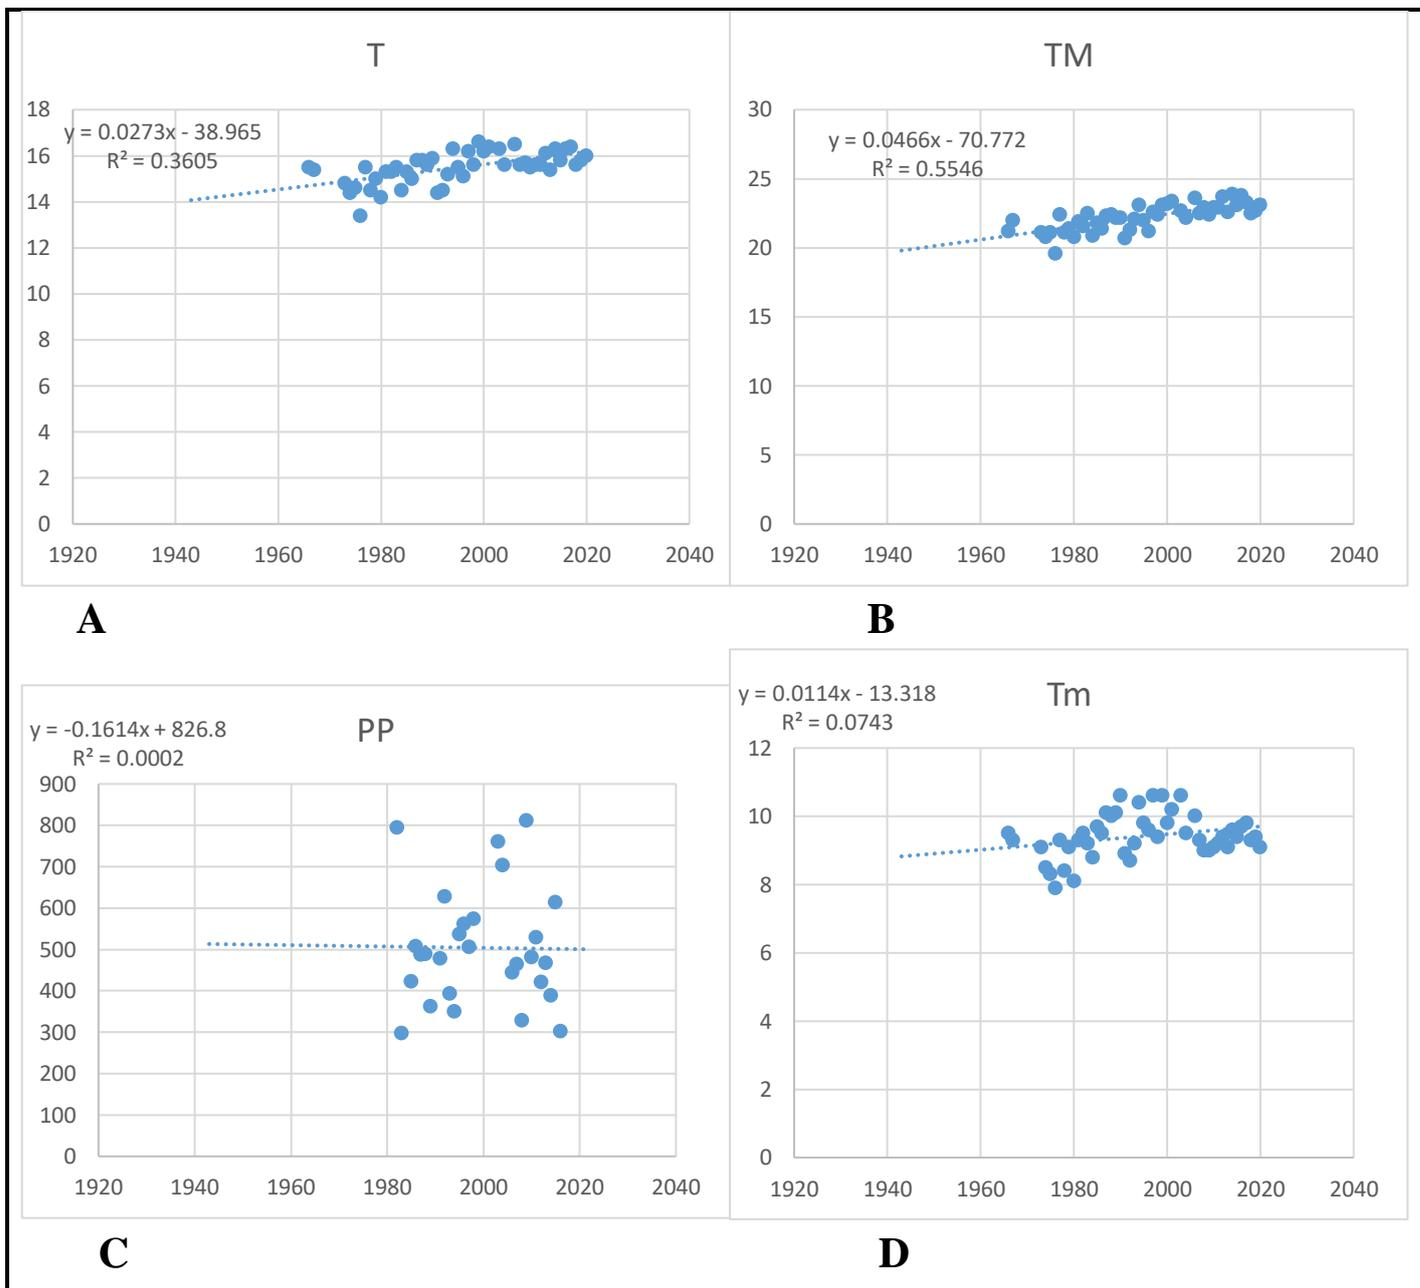 T
y = 0.0273x - 38.965
R² = 0.3605
18
16
14
12
10
8
6
4
2
0
1920 1940 1960 1980 2000 2020 2040
A
TM
y = 0.0466x - 70.772
R² = 0.5546
30
25
20
15
10
5
0
1920 1940 1960 1980 2000 2020 2040
B
PP
y = -0.1614x + 826.8
R² = 0.0002
900
800
700
600
500
400
300
200
100
0
1920 1940 1960 1980 2000 2020 2040
C
Tm
y = 0.0114x - 13.318
R² = 0.0743
12
10
8
6
4
2
0
1920 1940 1960 1980 2000 2020 2040
D